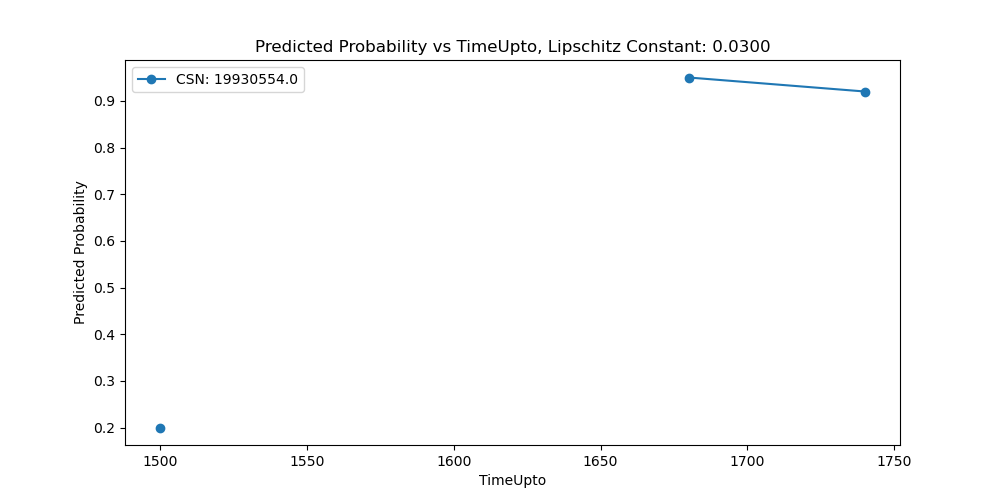 Predicted Probability vs TimeUpto, Lipschitz Constant: 0.0300
CSN: 19930554.0
Predicted Probability
0.9
0.8
0.7
0.6
0.5
0.4
0.3
0.2
1500 1550 1600 1650 1700 1750
TimeUpto